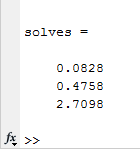 solves =
0.0828
0.4758
2.7098
fx >>